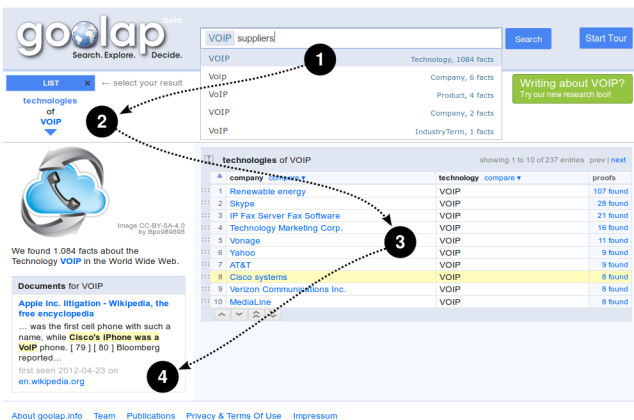 goolap beta
Search. Explore. Decide.
VOIP suppliers
Search
Start Tour
VOIP Technology, 1084 facts
Voip Company, 6 facts
VoIP Product, 4 facts
VOIP Company, 2 facts
VoIP IndustryTerm, 1 facts
1
LIST x ← select your result
technologies
of
VOIP
2
Writing about VOIP?
Try our new research tool!
Image CC-BY-SA-4.0
by Bpo989898
We found 1.084 facts about the
Technology VOIP in the World Wide Web.
technologies of VOIP showing 1 to 10 of 237 entries prev | next
company compare technology compare proofs
1 Renewable energy VOIP 107 found
2 Skype VOIP 28 found
3 IP Fax Server Fax Software VOIP 21 found
4 Technology Marketing Corp. VOIP 16 found
5 Vonage VOIP 11 found
6 Yahoo VOIP 9 found
7 AT&T VOIP 9 found
8 Cisco systems VOIP 8 found
9 Verizon Communications Inc. VOIP 8 found
10 MediaLine VOIP 8 found
3
Documents for VOIP
Apple Inc. litigation - Wikipedia, the
free encyclopedia
... was the first cell phone with such a
name, while Cisco's iPhone was a
VoIP phone. [ 79 ] [ 80 ] Bloomberg
reported...
first seen 2012-04-23 on
en.wikipedia.org
4
About goolap.info Team Publications Privacy & Terms Of Use Impressum